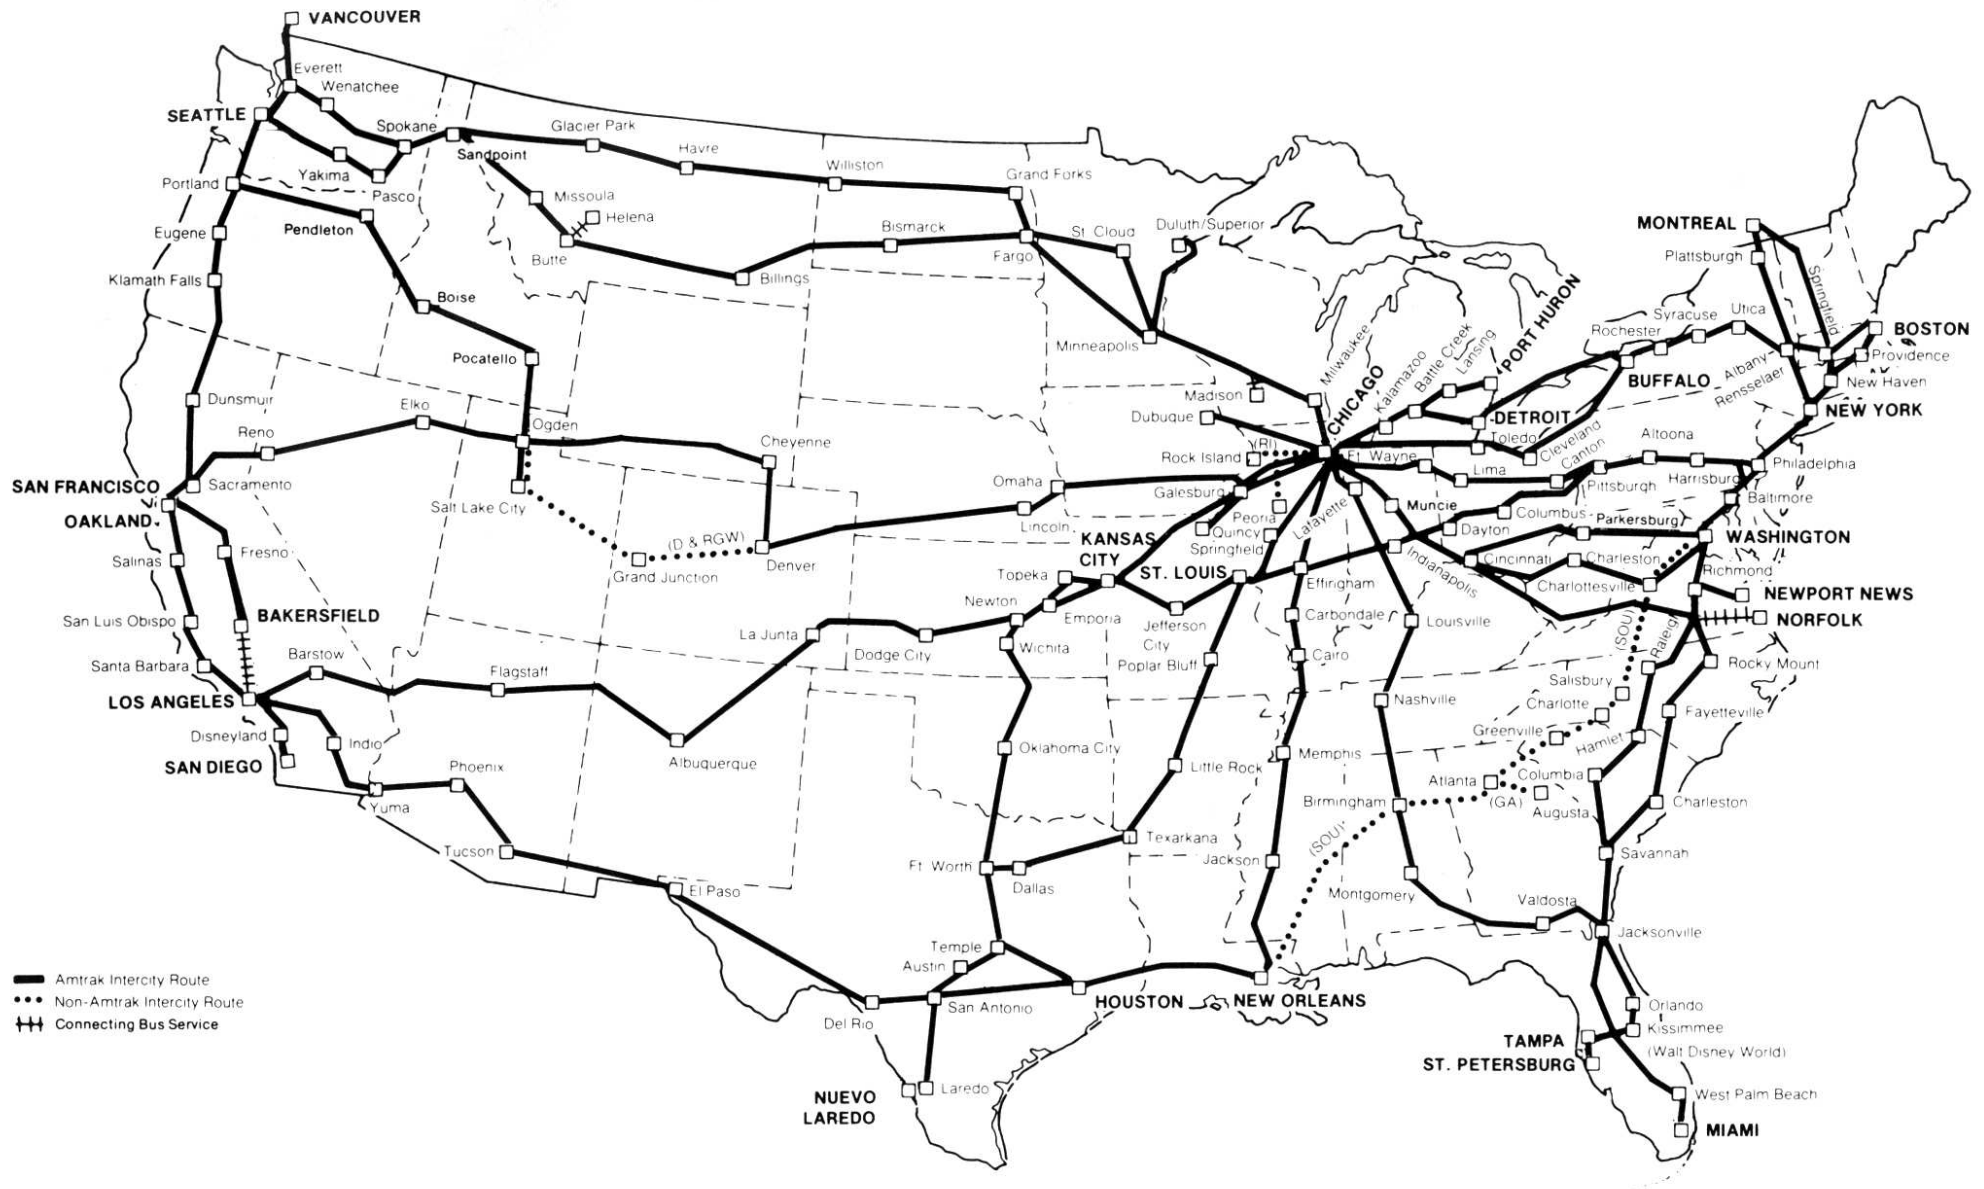 VANCOUVER
Everett
Wenatchee
SEATTLE
Spokane
Sandpoint
Glacier Park
Havre
Williston
Grand Forks
Yakima
Pasco
Portland
Pendleton
Missoula
Helena
Butte
Billings
Bismarck
Fargo
St. Cloud
Duluth/Superior
Minneapolis
Eugene
Klamath Falls
Boise
Pocatello
Dunsmuir
Reno
Elko
Ogden
Cheyenne
Sacramento
SAN FRANCISCO
OAKLAND
Salt Lake City
(D & RGW)
Grand Junction
Denver
Omaha
Lincoln
Salinas
Fresno
San Luis Obispo
BAKERSFIELD
Santa Barbara
Barstow
LOS ANGELES
Disneyland
SAN DIEGO
Indio
Flagstaff
Albuquerque
Phoenix
Yuma
Tucson
El Paso
La Junta
Dodge City
Newton
Topeka
Emporia
Wichita
KANSAS
CITY
Jefferson
City
ST. LOUIS
Poplar Bluff
Oklahoma City
Little Rock
Texarkana
Ft. Worth
Dallas
Temple
Austin
San Antonio
Del Rio
NUEVO
LAREDO
Laredo
HOUSTON
NEW ORLEANS
Jackson
Memphis
Cairo
Carbondale
Effingham
Madison
Dubuque
Milwaukee
CHICAGO
(RI)
Rock Island
Galesburg
Peoria
Quincy
Springfield
Lafayette
Kalamazoo
Battle Creek
Lansing
PORT HURON
DETROIT
Toledo
Cleveland
Canton
Ft. Wayne
Lima
Muncie
Dayton
Columbus
Pittsburgh
Altoona
Harrisburg
Philadelphia
Baltimore
WASHINGTON
Parkersburg
Indianapolis
Cincinnati
Charleston
Charlottesville
Richmond
NEWPORT NEWS
NORFOLK
Louisville
Nashville
Birmingham
Montgomery
(SOU)
(SOU)
(GA)
Atlanta
Augusta
Greenville
Charlotte
Salisbury
Raleigh
Hamlet
Columbia
Rocky Mount
Fayetteville
Charleston
Savannah
Valdosta
Jacksonville
Orlando
Kissimmee
(Walt Disney World)
TAMPA
ST. PETERSBURG
West Palm Beach
MIAMI
MONTREAL
Plattsburgh
Springfield
Utica
Syracuse
Rochester
BUFFALO
Albany
Rensselaer
BOSTON
Providence
New Haven
NEW YORK
Amtrak Intercity Route
Non-Amtrak Intercity Route
Connecting Bus Service